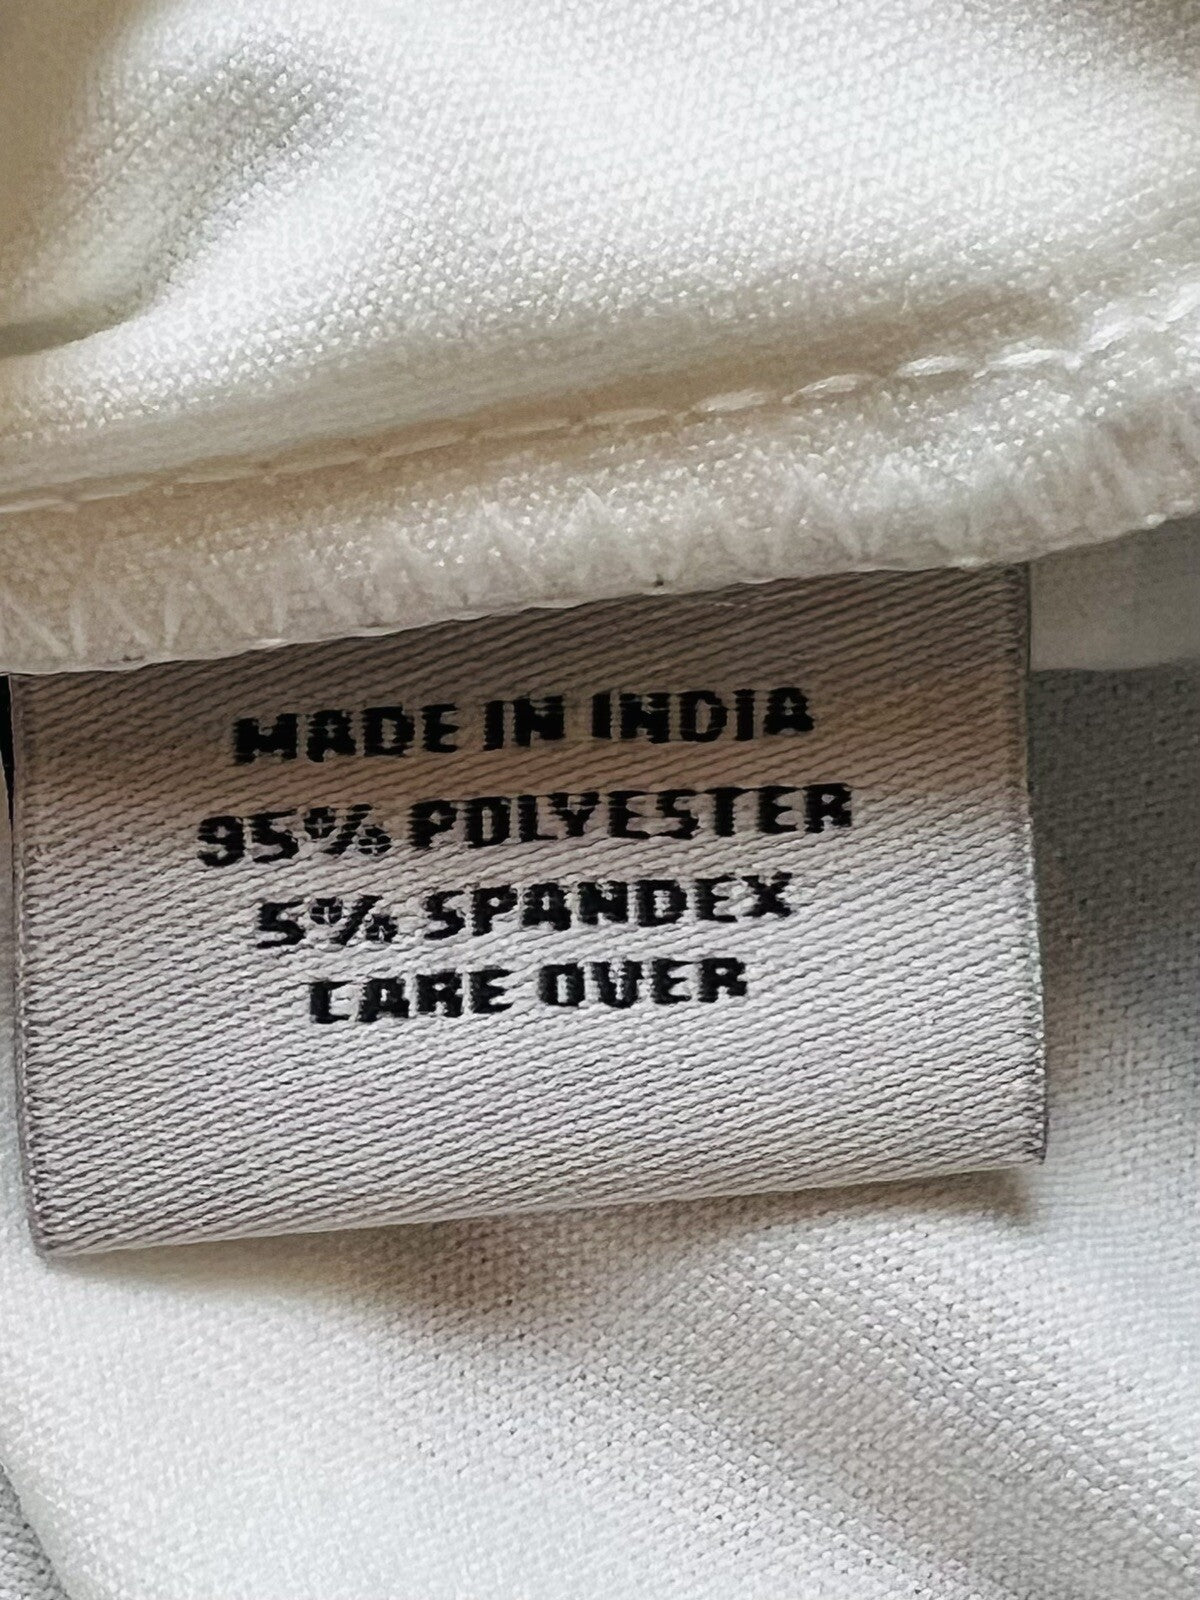 MADE IN INDIA
95% POLYESTER
5% SPANDEX
CARE OVER